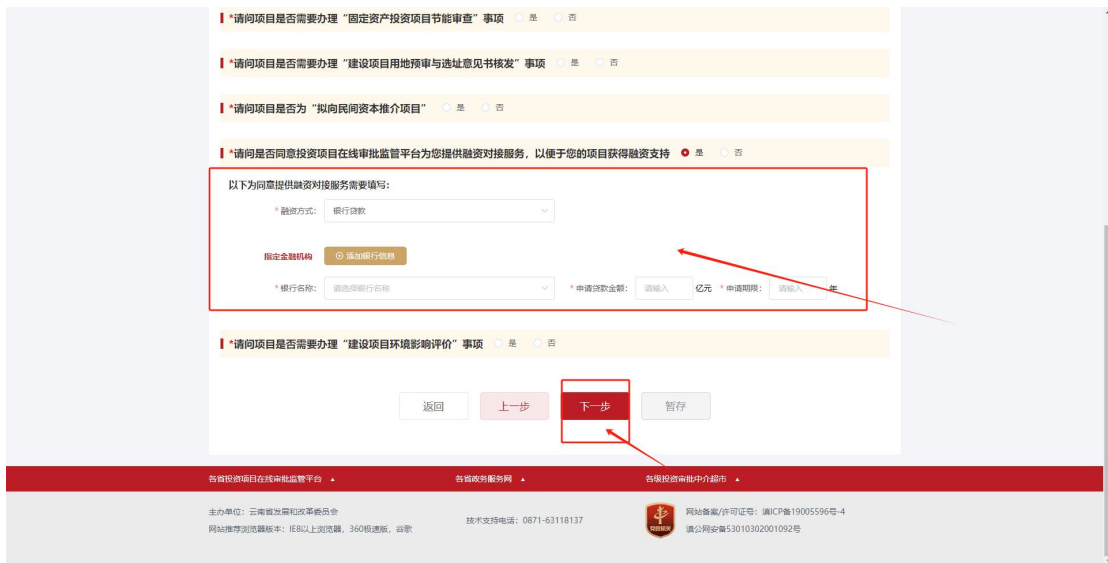 *请问项目是否需要办理“固定资产投资项目节能审查”事项 是 否
*请问项目是否需要办理“建设项目用地预审与选址意见书核发”事项 是 否
*请问项目是否为“拟向民间资本推介项目” 是 否
*请问是否同意投资项目在线审批监管平台为您提供融资对接服务，以便于您的项目获得融资支持 是 否
以下为同意提供融资对接服务需要填写：
*融资方式： 银行贷款
指定金融机构 添加银行信息
*银行名称： 请选择银行名称 *申请贷款金额： 请输入 亿元 *申请期限： 请输入 年
*请问项目是否需要办理“建设项目环境影响评价”事项 是 否
返回 上一步 下一步 暂存
各省投资项目在线审批监管平台 各省政务服务网 各级投资审批中介超市
主办单位：云南省发展和改革委员会
网站推荐浏览器版本：IE8以上浏览器，360极速版，谷歌
技术支持电话：0871-63118137
党政机关
网站备案/许可证号：滇ICP备19005596号-4
滇公网安备53010302001092号